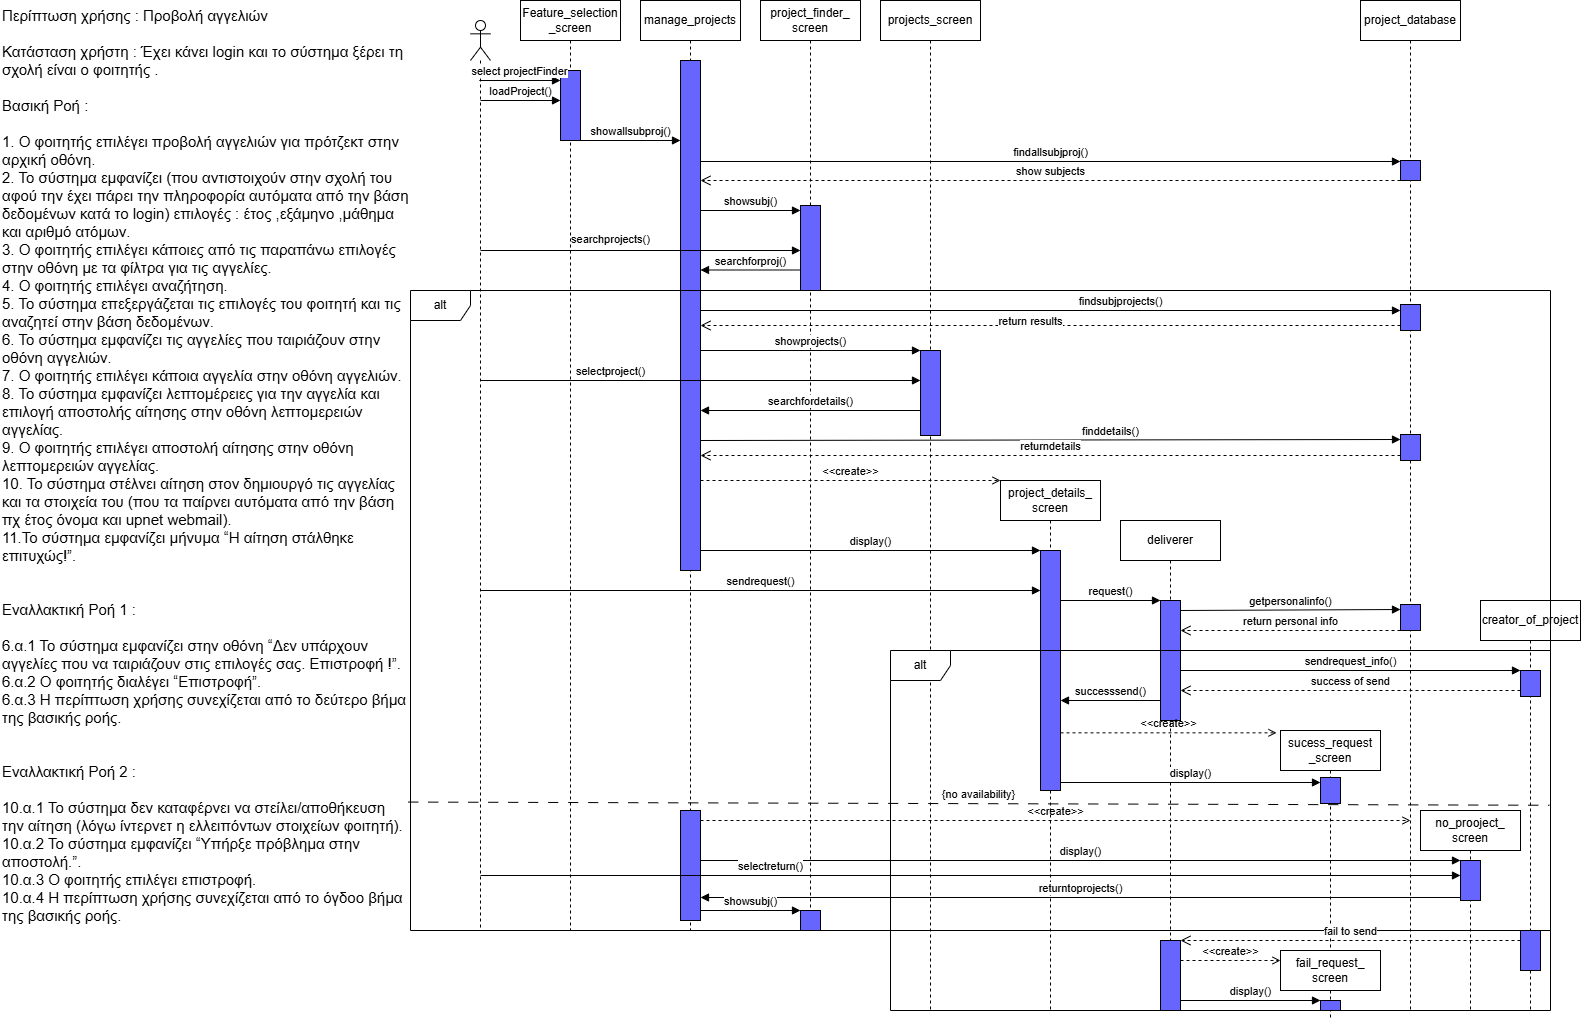 Περίπτωση χρήσης : Προβολή αγγελιών
Κατάσταση χρήστη : Έχει κάνει login και το σύστημα ξέρει τη
σχολή είναι ο φοιτητής .
Βασική Ροή :
1. Ο φοιτητής επιλέγει προβολή αγγελιών για πρότζεκτ στην
αρχική οθόνη.
2. Το σύστημα εμφανίζει (που αντιστοιχούν στην σχολή του
αφού την έχει πάρει την πληροφορία αυτόματα από την βάση
δεδομένων κατά το login) επιλογές : έτος ,εξάμηνο ,μάθημα
και αριθμό ατόμων.
3. Ο φοιτητής επιλέγει κάποιες από τις παραπάνω επιλογές
στην οθόνη με τα φίλτρα για τις αγγελίες.
4. Ο φοιτητής επιλέγει αναζήτηση.
5. Το σύστημα επεξεργάζεται τις επιλογές του φοιτητή και τις
αναζητεί στην βάση δεδομένων.
6. Το σύστημα εμφανίζει τις αγγελίες που ταιριάζουν στην
οθόνη αγγελιών.
7. Ο φοιτητής επιλέγει κάποια αγγελία στην οθόνη αγγελιών.
8. Το σύστημα εμφανίζει λεπτομέρειες για την αγγελία και
επιλογή αποστολής αίτησης στην οθόνη λεπτομερειών
αγγελίας.
9. Ο φοιτητής επιλέγει αποστολή αίτησης στην οθόνη
λεπτομερειών αγγελίας.
10. Το σύστημα στέλνει αίτηση στον δημιουργό τις αγγελίας
και τα στοιχεία του (που τα παίρνει αυτόματα από την βάση
πχ έτος όνομα και upnet webmail).
11.Το σύστημα εμφανίζει μήνυμα “Η αίτηση στάλθηκε
επιτυχώς!”.
Εναλλακτική Ροή 1 :
6.α.1 Το σύστημα εμφανίζει στην οθόνη “Δεν υπάρχουν
αγγελίες που να ταιριάζουν στις επιλογές σας. Επιστροφή !”.
6.α.2 Ο φοιτητής διαλέγει “Επιστροφή”.
6.α.3 Η περίπτωση χρήσης συνεχίζεται από το δεύτερο βήμα
της βασικής ροής.
Εναλλακτική Ροή 2 :
10.α.1 Το σύστημα δεν καταφέρνει να στείλει/αποθήκευση
την αίτηση (λόγω ίντερνετ η ελλειπόντων στοιχείων φοιτητή).
10.α.2 Το σύστημα εμφανίζει “Υπήρξε πρόβλημα στην
αποστολή.”.
10.α.3 Ο φοιτητής επιλέγει επιστροφή.
10.α.4 Η περίπτωση χρήσης συνεχίζεται από το όγδοο βήμα
της βασικής ροής.
Feature_selection
_screen
manage_projects
project_finder_
screen
projects_screen
project_database
select projectFinder
loadProject()
showallsubproj()
findallsubjproj()
show subjects
showsubj()
searchprojects()
searchforproj()
alt
findsubjprojects()
return results
showprojects()
selectproject()
searchfordetails()
finddetails()
returndetails
<<create>>
project_details_
screen
deliverer
display()
sendrequest()
request()
getpersonalinfo()
return personal info
creator_of_project
alt
sendrequest_info()
success of send
successsend()
<<create>>
sucess_request
_screen
display()
{no availability}
<<create>>
no_prooject_
screen
display()
selectreturn()
returntoprojects()
showsubj()
fail to send
<<create>>
fail_request_
screen
display()